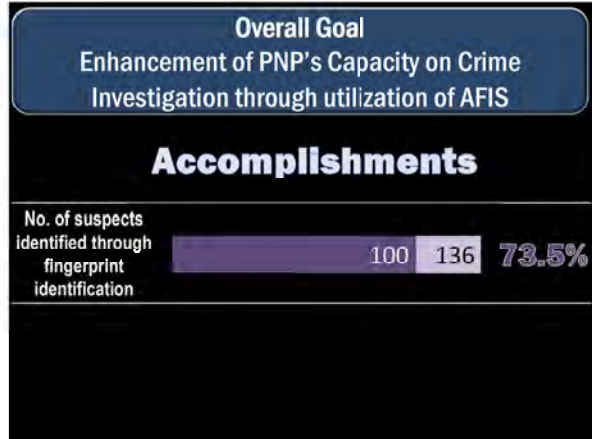 Overall Goal
Enhancement of PNP's Capacity on Crime
Investigation through utilization of AFIS
Accomplishments
No. of suspects
identified through
fingerprint
identification
100 136 73.5%